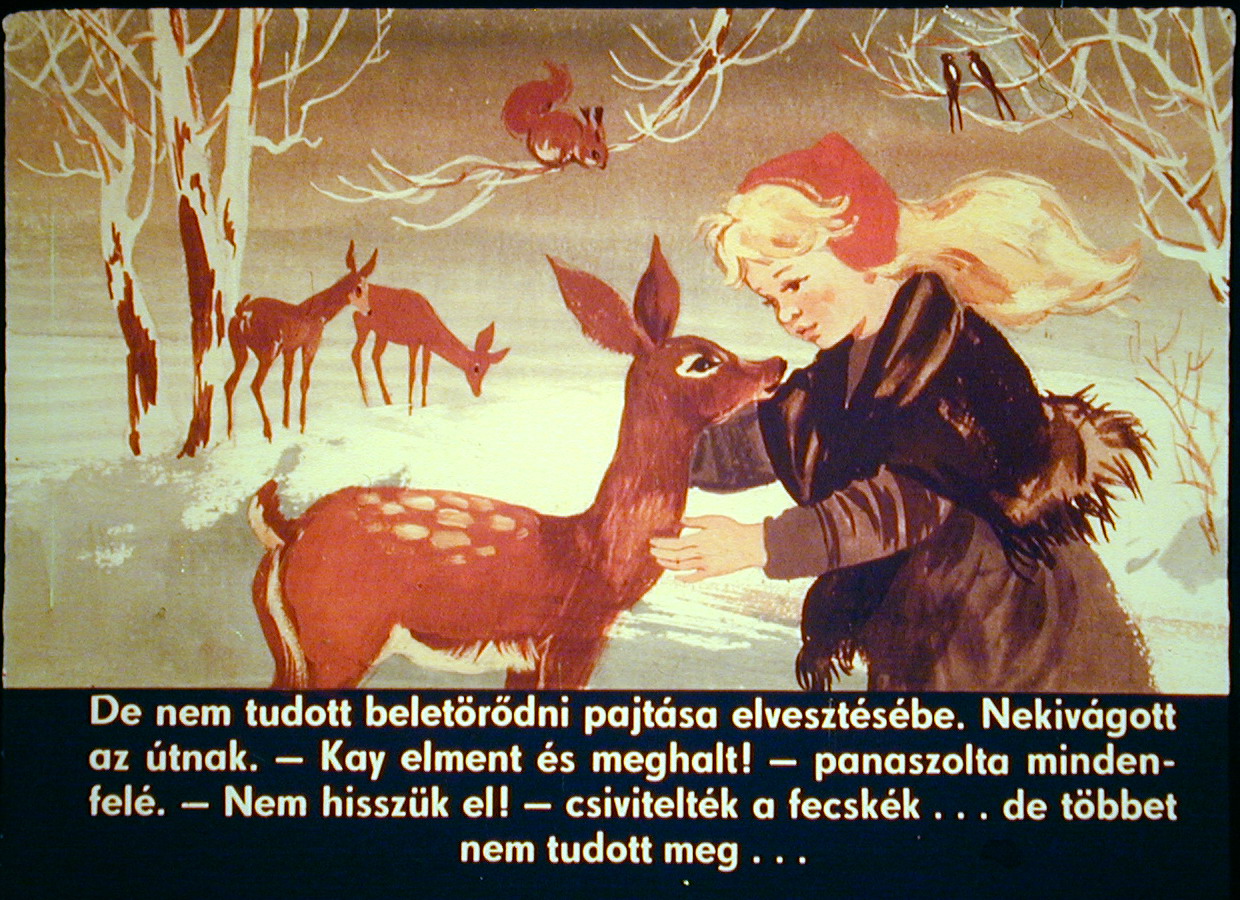 De nem tudott beletörődni pajtása elvesztésébe. Nekivágott
az útnak. — Kay elment és meghalt! — panaszolta minden-
felé. — Nem hisszük el! — csivitelték a fecskék . . . de többet
nem tudott meg . . .